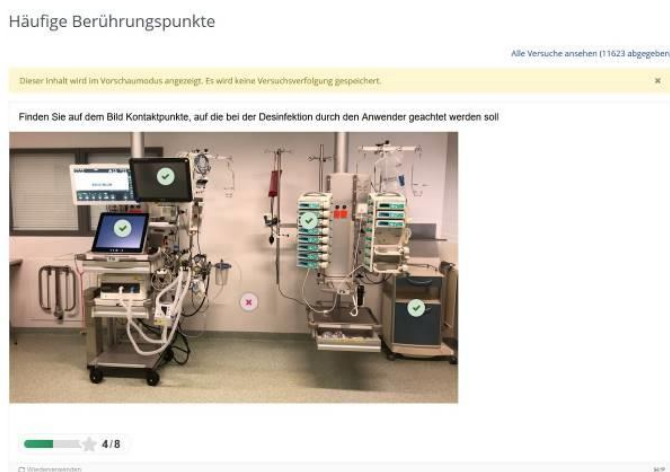 Häufige Berührungspunkte
Alle Versuche ansehen (11623 abgegeben
Dieser Inhalt wird im Vorschaumodus angezeigt. Es wird keine Versuchsverfolgung gespeichert.
Finden Sie auf dem Bild Kontaktpunkte, auf die bei der Desinfektion durch den Anwender geachtet werden soll
4/8
Wiederverwenden